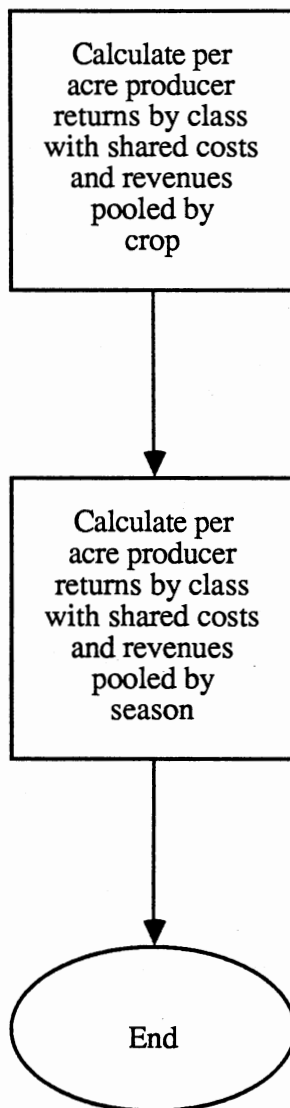 Calculate per
acre producer
returns by class
with shared costs
and revenues
pooled by
crop
Calculate per
acre producer
returns by class
with shared costs
and revenues
pooled by
season
End